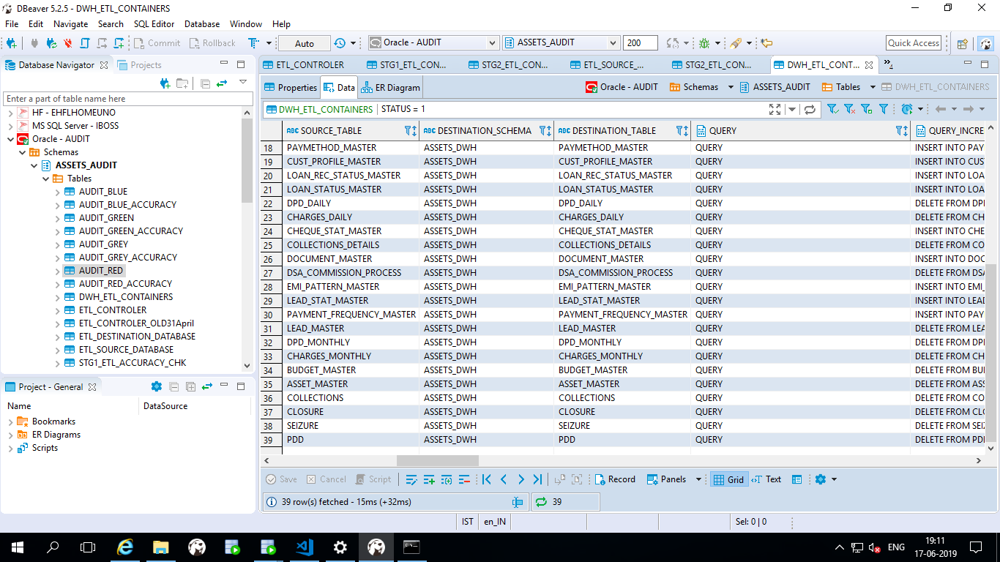 DBeaver 5.2.5 - DWH_ETL_CONTAINERS
File Edit Navigate Search SQL Editor Database Window Help
Commit Rollback Auto Oracle - AUDIT ASSETS_AUDIT 200 Quick Access
Database Navigator Projects
Enter a part of table name here
HF - EHFLHOMEUNO
MS SQL Server - IBOSS
Oracle - AUDIT
Schemas
ASSETS_AUDIT
Tables
AUDIT_BLUE
AUDIT_BLUE_ACCURACY
AUDIT_GREEN
AUDIT_GREEN_ACCURACY
AUDIT_GREY
AUDIT_GREY_ACCURACY
AUDIT_RED
AUDIT_RED_ACCURACY
DWH_ETL_CONTAINERS
ETL_CONTROLER
ETL_CONTROLER_OLD31April
ETL_DESTINATION_DATABASE
ETL_SOURCE_DATABASE
STG1_ETL_ACCURACY_CHK
Project - General
Name DataSource
Bookmarks
ER Diagrams
Scripts
ETL_CONTROLER STG1_ETL_CON... STG2_ETL_CON... ETL_SOURCE_... STG2_ETL_CON... DWH_ETL_CONT... »4
Properties Data ER Diagram Oracle - AUDIT Schemas ASSETS_AUDIT Tables DWH_ETL_CONTAINERS
DWH_ETL_CONTAINERS STATUS = 1
ABC SOURCE_TABLE ABC DESTINATION_SCHEMA ABC DESTINATION_TABLE QUERY QUERY_INCRE
18 PAYMETHOD_MASTER ASSETS_DWH PAYMETHOD_MASTER QUERY INSERT INTO PAY
19 CUST_PROFILE_MASTER ASSETS_DWH CUST_PROFILE_MASTER QUERY INSERT INTO CUS
20 LOAN_REC_STATUS_MASTER ASSETS_DWH LOAN_REC_STATUS_MASTER QUERY INSERT INTO LOA
21 LOAN_STATUS_MASTER ASSETS_DWH LOAN_STATUS_MASTER QUERY INSERT INTO LOA
22 DPD_DAILY ASSETS_DWH DPD_DAILY QUERY DELETE FROM DPI
23 CHARGES_DAILY ASSETS_DWH CHARGES_DAILY QUERY DELETE FROM CH
24 CHEQUE_STAT_MASTER ASSETS_DWH CHEQUE_STAT_MASTER QUERY INSERT INTO CHE
25 COLLECTIONS_DETAILS ASSETS_DWH COLLECTIONS_DETAILS QUERY DELETE FROM CO
26 DOCUMENT_MASTER ASSETS_DWH DOCUMENT_MASTER QUERY INSERT INTO DOC
27 DSA_COMMISSION_PROCESS ASSETS_DWH DSA_COMMISSION_PROCESS QUERY DELETE FROM DSA
28 EMI_PATTERN_MASTER ASSETS_DWH EMI_PATTERN_MASTER QUERY INSERT INTO EMI_
29 LEAD_STAT_MASTER ASSETS_DWH LEAD_STAT_MASTER QUERY INSERT INTO LEAD
30 PAYMENT_FREQUENCY_MASTER ASSETS_DWH PAYMENT_FREQUENCY_MASTER QUERY INSERT INTO PAY
31 LEAD_MASTER ASSETS_DWH LEAD_MASTER QUERY DELETE FROM LEA
32 DPD_MONTHLY ASSETS_DWH DPD_MONTHLY QUERY DELETE FROM DPI
33 CHARGES_MONTHLY ASSETS_DWH CHARGES_MONTHLY QUERY DELETE FROM CH
34 BUDGET_MASTER ASSETS_DWH BUDGET_MASTER QUERY DELETE FROM BUI
35 ASSET_MASTER ASSETS_DWH ASSET_MASTER QUERY DELETE FROM ASS
36 COLLECTIONS ASSETS_DWH COLLECTIONS QUERY DELETE FROM CO
37 CLOSURE ASSETS_DWH CLOSURE QUERY DELETE FROM CLO
38 SEIZURE ASSETS_DWH SEIZURE QUERY DELETE FROM SEIZ
39 PDD ASSETS_DWH PDD QUERY DELETE FROM PDI
Save Cancel Script Record Panels Grid Text
39 row(s) fetched - 15ms (+32ms) 39
IST en_IN Sel: 0 | 0
ENG 19:11
17-06-2019